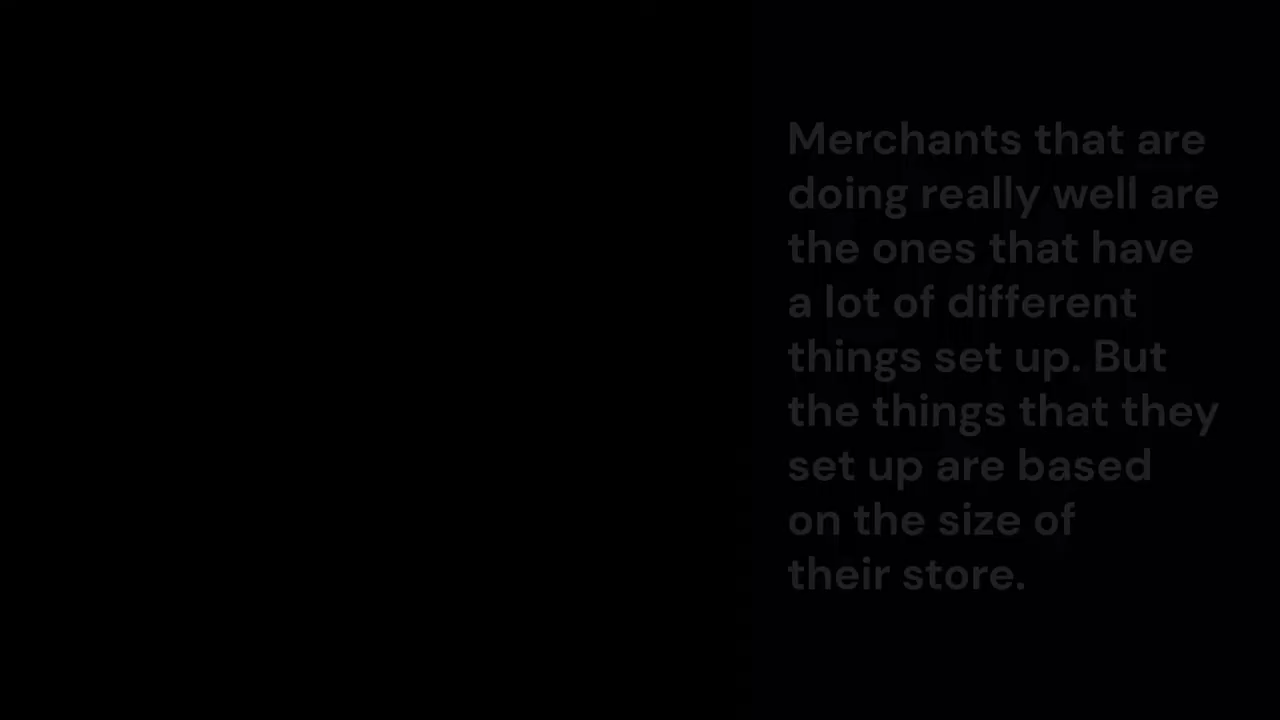 Merchants that are
doing really well are
the ones that have
a lot of different
things set up. But
the things that they
set up are based
on the size of
their store.